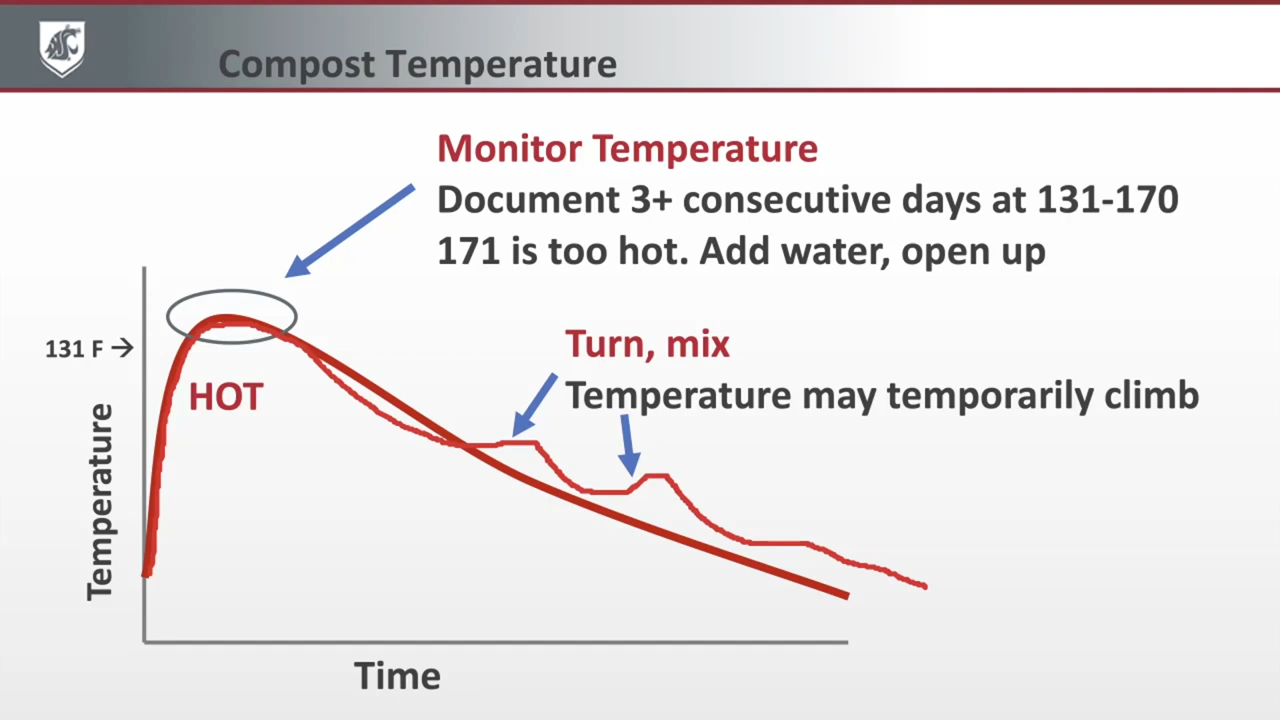 Compost Temperature
Monitor Temperature
Document 3+ consecutive days at 131-170
171 is too hot. Add water, open up
131 F →
HOT
Turn, mix
Temperature may temporarily climb
Temperature
Time